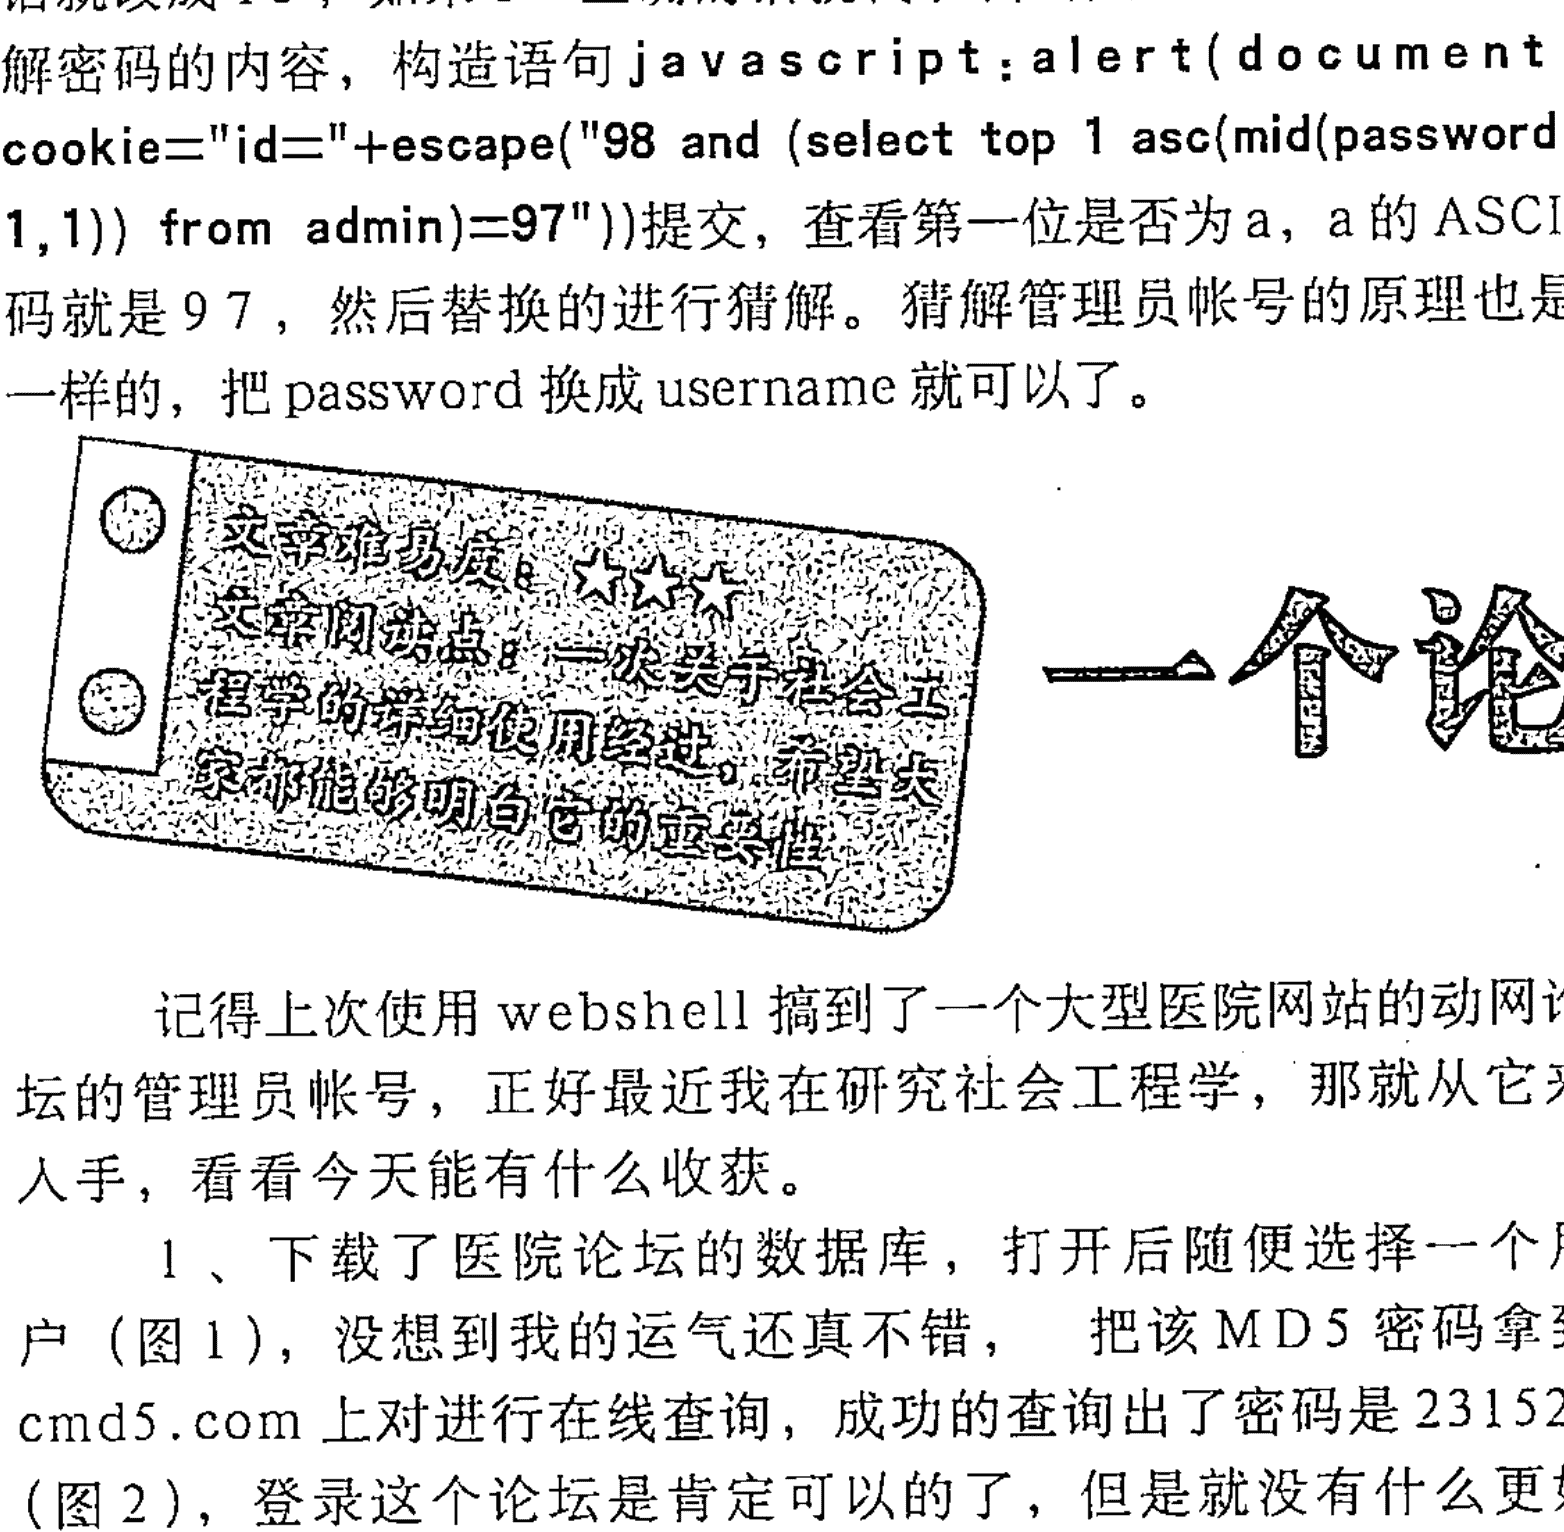 解密码的内容，构造语句javascript:alert(document
cookie="id="+escape("98 and (select top 1 asc(mid(password
1,1)) from admin)=97"))提交，查看第一位是否为a，a的ASCI
码就是97，然后替换的进行猜解。猜解管理员帐号的原理也是
一样的，把password换成username就可以了。
文章难易度：☆☆☆
文章阅读点：一次关于社会工
程学的详细使用经过，希望大
家都能够明白它的重要性
一个论
记得上次使用webshell搞到了一个大型医院网站的动网论
坛的管理员帐号，正好最近我在研究社会工程学，那就从它来
入手，看看今天能有什么收获。
1、下载了医院论坛的数据库，打开后随便选择一个用
户（图1），没想到我的运气还真不错，把该MD5密码拿到
cmd5.com上对进行在线查询，成功的查询出了密码是23152
（图2），登录这个论坛是肯定可以的了，但是就没有什么更好